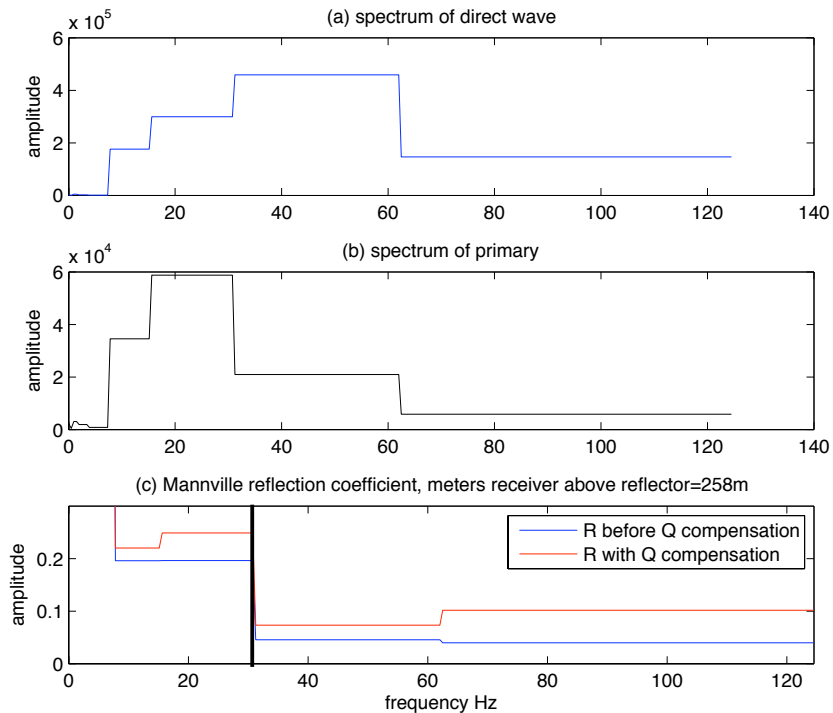 (a) spectrum of direct wave
x 10^5
6
4
2
0
amplitude
0 20 40 60 80 100 120 140
(b) spectrum of primary
x 10^4
6
4
2
0
amplitude
0 20 40 60 80 100 120 140
(c) Mannville reflection coefficient, meters receiver above reflector=258m
R before Q compensation
R with Q compensation
0.2
0.1
0
amplitude
0 20 40 60 80 100 120
frequency Hz